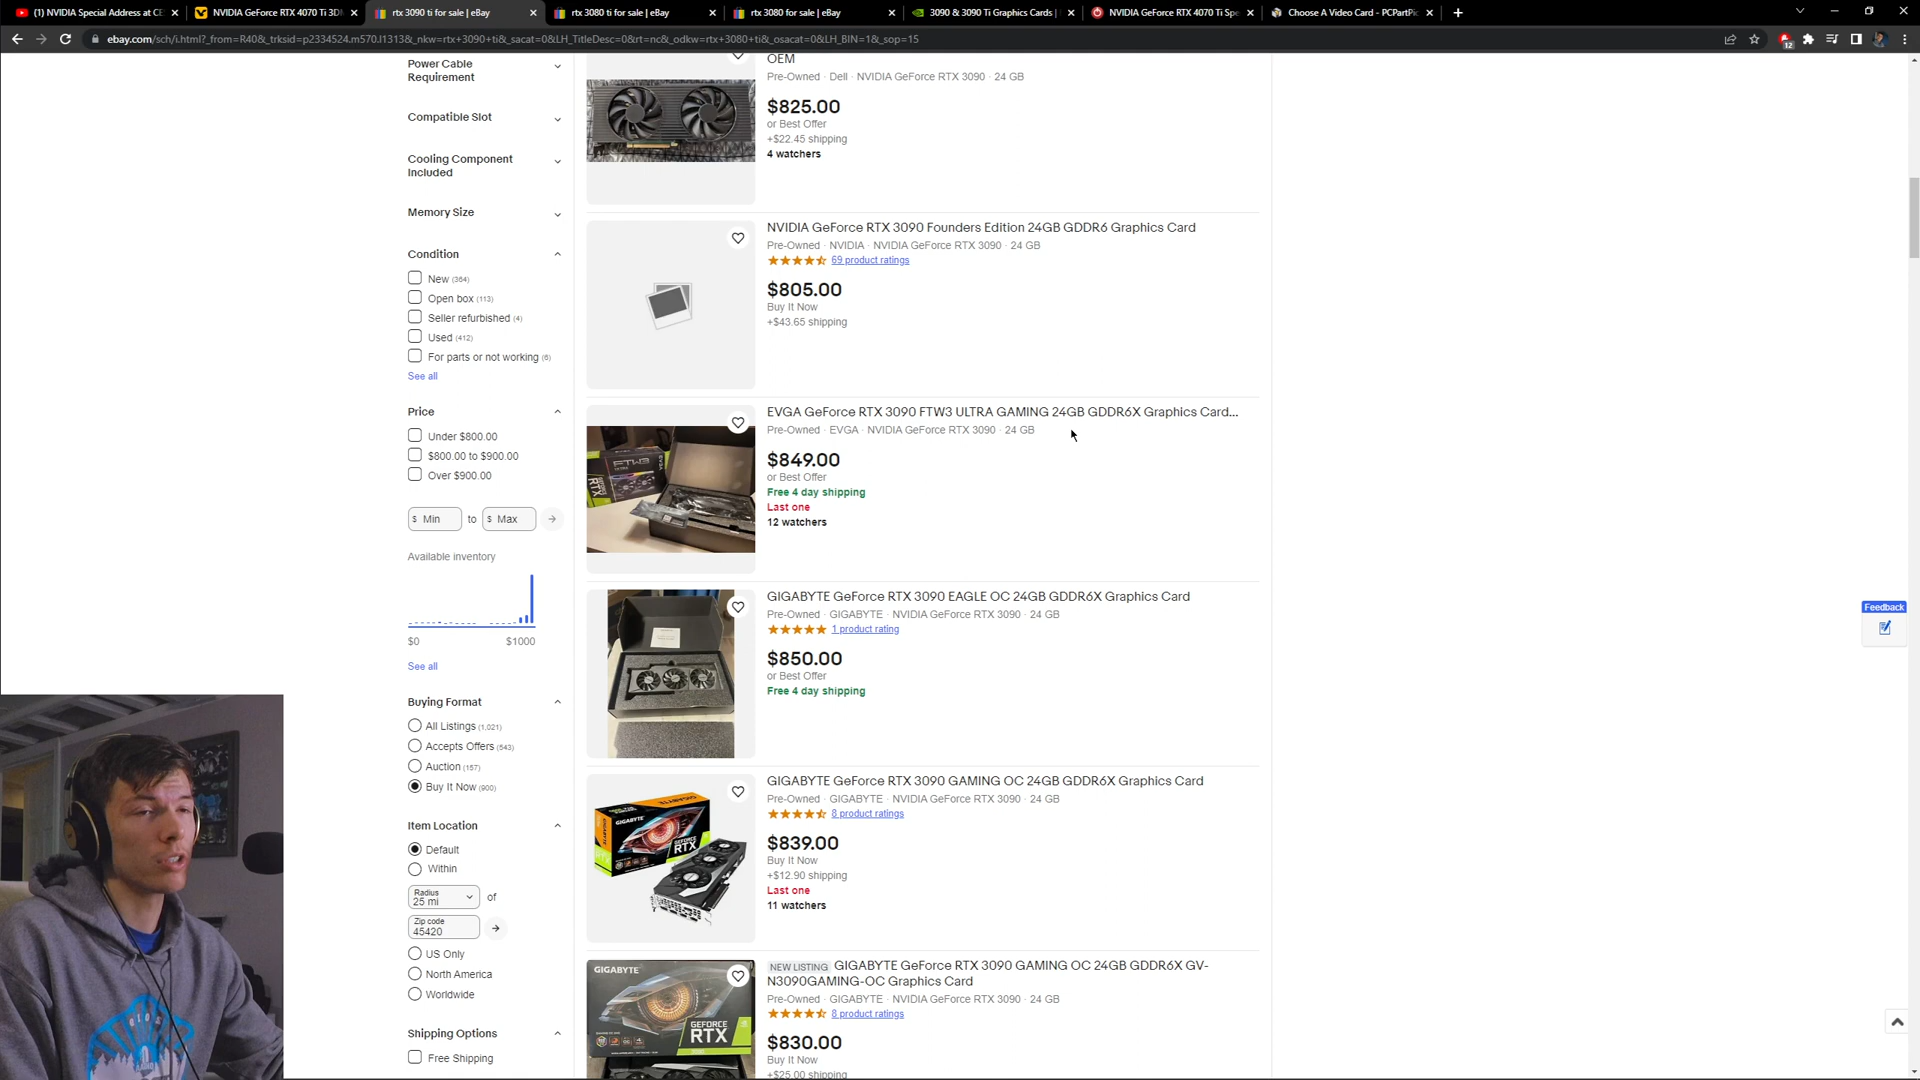 (1) NVIDIA Special Address at CE
NVIDIA GeForce RTX 4070 Ti 3DM
rtx 3090 ti for sale | eBay
rtx 3080 ti for sale | eBay
rtx 3080 for sale | eBay
3090 & 3090 Ti Graphics Cards |
NVIDIA GeForce RTX 4070 Ti Spe
Choose A Video Card - PCPartPic
ebay.com/sch/i.html?_from=R40&_trksid=p2334524.m570.l1313&_nkw=rtx+3090+ti&_sacat=0&LH_TitleDesc=0&rt=nc&_odkw=rtx+3080+ti&_osacat=0&LH_BIN=1&_sop=15
12
Power Cable
Requirement
Compatible Slot
Cooling Component
Included
Memory Size
Condition
New (364)
Open box (113)
Seller refurbished (4)
Used (412)
For parts or not working (6)
See all
Price
Under $800.00
$800.00 to $900.00
Over $900.00
$ Min to $ Max
Available inventory
$0 $1000
See all
Buying Format
All Listings (1,021)
Accepts Offers (543)
Auction (157)
Buy It Now (900)
Item Location
Default
Within
Radius
25 mi
of
Zip code
45420
US Only
North America
Worldwide
Shipping Options
Free Shipping
OEM
Pre-Owned · Dell · NVIDIA GeForce RTX 3090 · 24 GB
$825.00
or Best Offer
+$22.45 shipping
4 watchers
NVIDIA GeForce RTX 3090 Founders Edition 24GB GDDR6 Graphics Card
Pre-Owned · NVIDIA · NVIDIA GeForce RTX 3090 · 24 GB
69 product ratings
$805.00
Buy It Now
+$43.65 shipping
EVGA GeForce RTX 3090 FTW3 ULTRA GAMING 24GB GDDR6X Graphics Card...
Pre-Owned · EVGA · NVIDIA GeForce RTX 3090 · 24 GB
$849.00
or Best Offer
Free 4 day shipping
Last one
12 watchers
FTW3
RTX
GIGABYTE GeForce RTX 3090 EAGLE OC 24GB GDDR6X Graphics Card
Pre-Owned · GIGABYTE · NVIDIA GeForce RTX 3090 · 24 GB
1 product rating
$850.00
or Best Offer
Free 4 day shipping
GIGABYTE GeForce RTX 3090 GAMING OC 24GB GDDR6X Graphics Card
Pre-Owned · GIGABYTE · NVIDIA GeForce RTX 3090 · 24 GB
8 product ratings
$839.00
Buy It Now
+$12.90 shipping
Last one
11 watchers
GIGABYTE
GEFORCE
RTX
NEW LISTING GIGABYTE GeForce RTX 3090 GAMING OC 24GB GDDR6X GV-
N3090GAMING-OC Graphics Card
Pre-Owned · GIGABYTE · NVIDIA GeForce RTX 3090 · 24 GB
8 product ratings
$830.00
Buy It Now
+$25.00 shipping
GIGABYTE
GEFORCE
RTX
Feedback